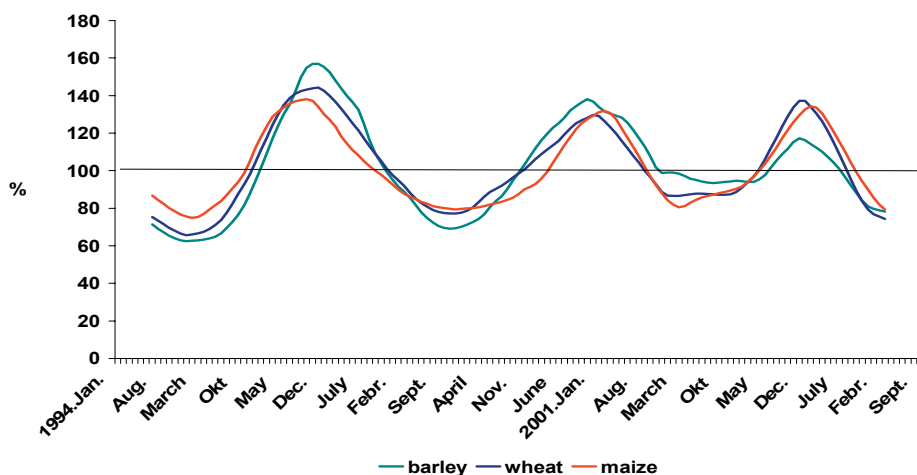 180
160
140
120
100
80
60
40
20
0
%
1994.Jan.
Aug.
March
Okt
May
Dec.
July
Febr.
Sept.
April
Nov.
June
2001.Jan.
Aug.
March
Okt
May
Dec.
July
Febr.
Sept.
barley wheat maize